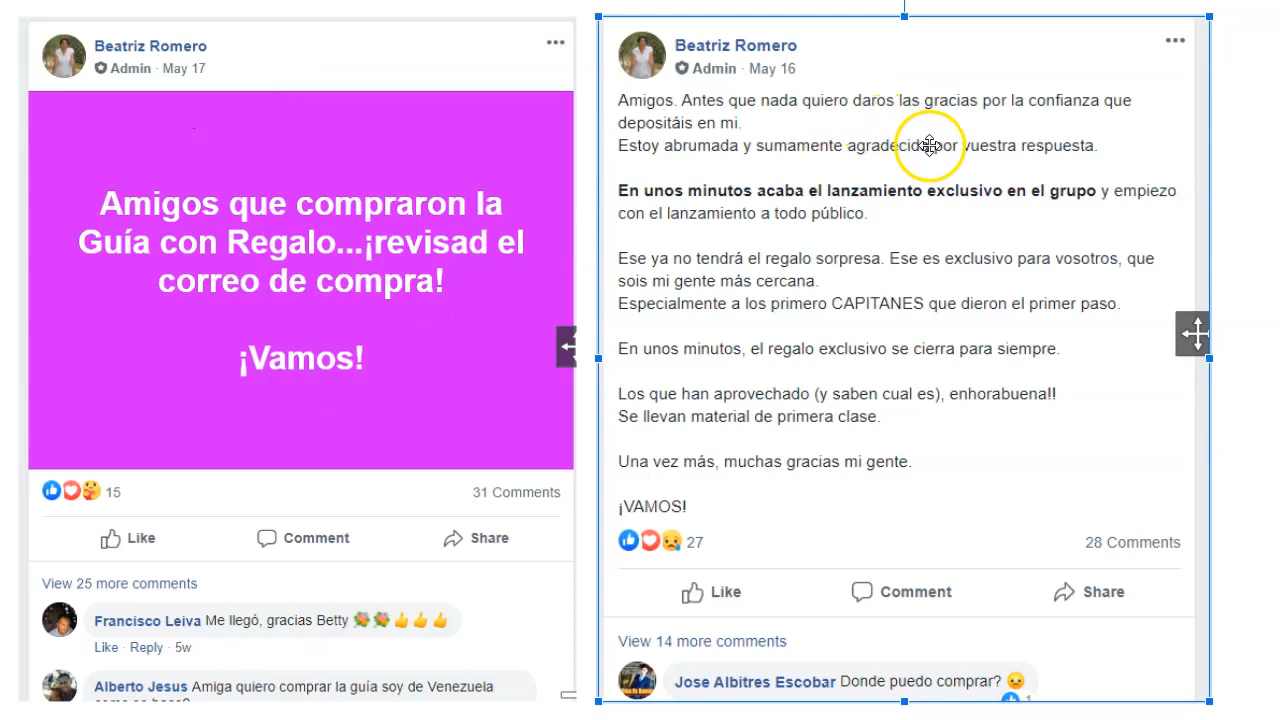 Beatriz Romero
Admin · May 17
Amigos que compraron la
Guía con Regalo...¡revisad el
correo de compra!
¡Vamos!
15
31 Comments
Like
Comment
Share
View 25 more comments
Francisco Leiva Me llegó, gracias Betty
Like · Reply · 5w
Alberto Jesus Amiga quiero comprar la guía soy de Venezuela
Beatriz Romero
Admin · May 16
Amigos. Antes que nada quiero daros las gracias por la confianza que
depositáis en mi.
Estoy abrumada y sumamente agradecida por vuestra respuesta.
En unos minutos acaba el lanzamiento exclusivo en el grupo y empiezo
con el lanzamiento a todo público.
Ese ya no tendrá el regalo sorpresa. Ese es exclusivo para vosotros, que
sois mi gente más cercana.
Especialmente a los primero CAPITANES que dieron el primer paso.
En unos minutos, el regalo exclusivo se cierra para siempre.
Los que han aprovechado (y saben cual es), enhorabuena!!
Se llevan material de primera clase.
Una vez más, muchas gracias mi gente.
¡VAMOS!
27
28 Comments
Like
Comment
Share
View 14 more comments
Jose Albitres Escobar Donde puedo comprar?
1